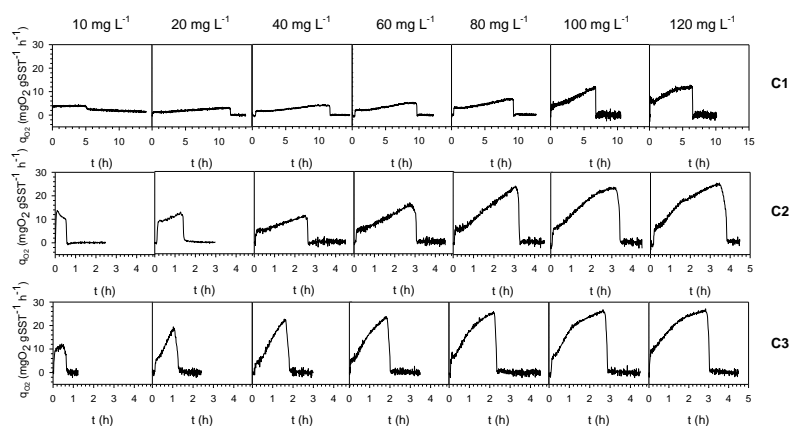 10 mg L⁻¹ 20 mg L⁻¹ 40 mg L⁻¹ 60 mg L⁻¹ 80 mg L⁻¹ 100 mg L⁻¹ 120 mg L⁻¹
q_O2 (mgO₂ gSST⁻¹ h⁻¹)
30
20
10
0
C1
0 5 10 0 5 10 0 5 10 0 5 10 0 5 10 0 5 10 0 5 10 15
t (h) t (h) t (h) t (h) t (h) t (h) t (h)
q_O2 (mgO₂ gSST⁻¹ h⁻¹)
30
20
10
0
C2
0 1 2 3 4 0 1 2 3 4 0 1 2 3 4 0 1 2 3 4 0 1 2 3 4 0 1 2 3 4 0 1 2 3 4 5
t (h) t (h) t (h) t (h) t (h) t (h) t (h)
q_O2 (mgO₂ gSST⁻¹ h⁻¹)
30
20
10
0
C3
0 1 2 3 4 0 1 2 3 4 0 1 2 3 4 0 1 2 3 4 0 1 2 3 4 0 1 2 3 4 0 1 2 3 4 5
t (h) t (h) t (h) t (h) t (h) t (h) t (h)